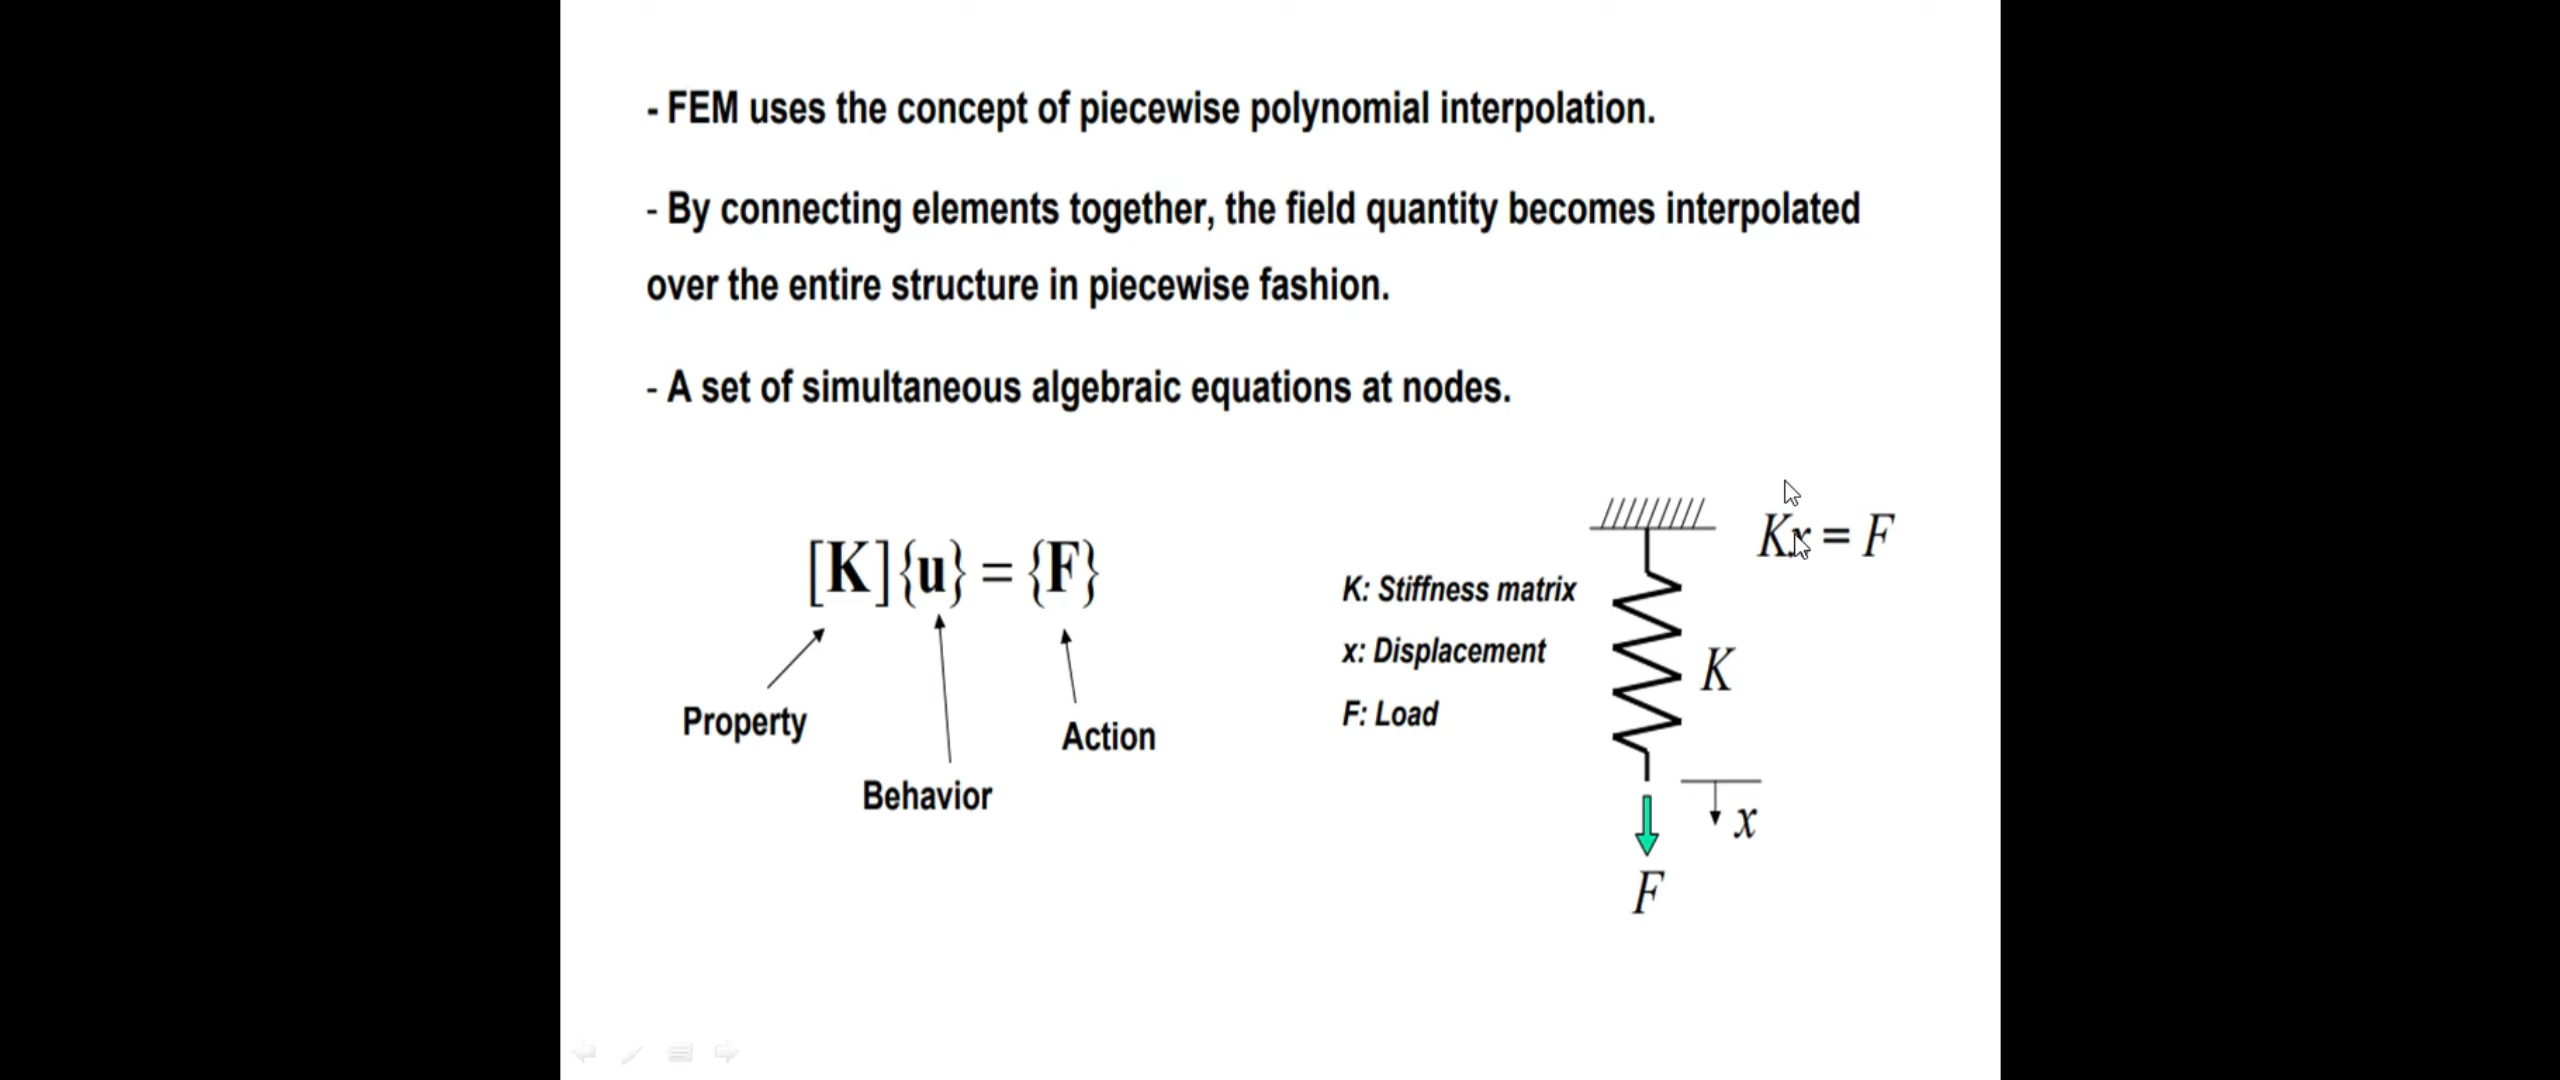 - FEM uses the concept of piecewise polynomial interpolation.
- By connecting elements together, the field quantity becomes interpolated
over the entire structure in piecewise fashion.
- A set of simultaneous algebraic equations at nodes.
[K]{u} = {F}
Property
Behavior
Action
K: Stiffness matrix
x: Displacement
F: Load
Kx = F
K
x
F